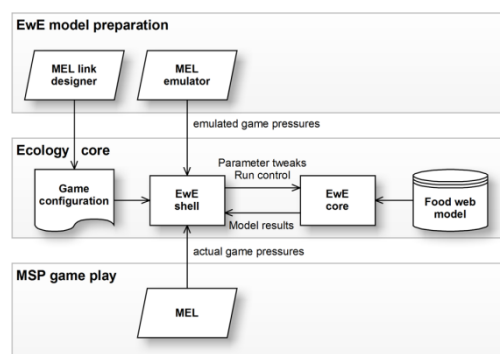 EwE model preparation
MEL link
designer
MEL
emulator
emulated game pressures
Ecology core
Parameter tweaks
Run control
Game
configuration
EwE
shell
EwE
core
Food web
model
Model results
actual game pressures
MSP game play
MEL